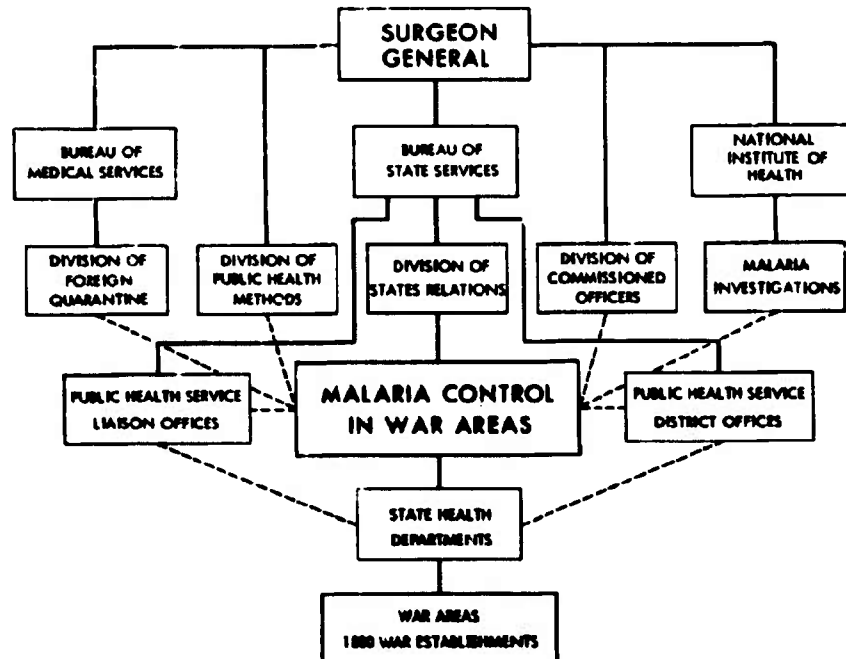 SURGEON
GENERAL
BUREAU OF
MEDICAL SERVICES
BUREAU OF
STATE SERVICES
NATIONAL
INSTITUTE OF
HEALTH
DIVISION OF
FOREIGN
QUARANTINE
DIVISION OF
PUBLIC HEALTH
METHODS
DIVISION OF
STATES RELATIONS
DIVISION OF
COMMISSIONED
OFFICERS
MALARIA
INVESTIGATIONS
PUBLIC HEALTH SERVICE
LIAISON OFFICES
MALARIA CONTROL
IN WAR AREAS
PUBLIC HEALTH SERVICE
DISTRICT OFFICES
STATE HEALTH
DEPARTMENTS
WAR AREAS
WAR ESTABLISHMENTS